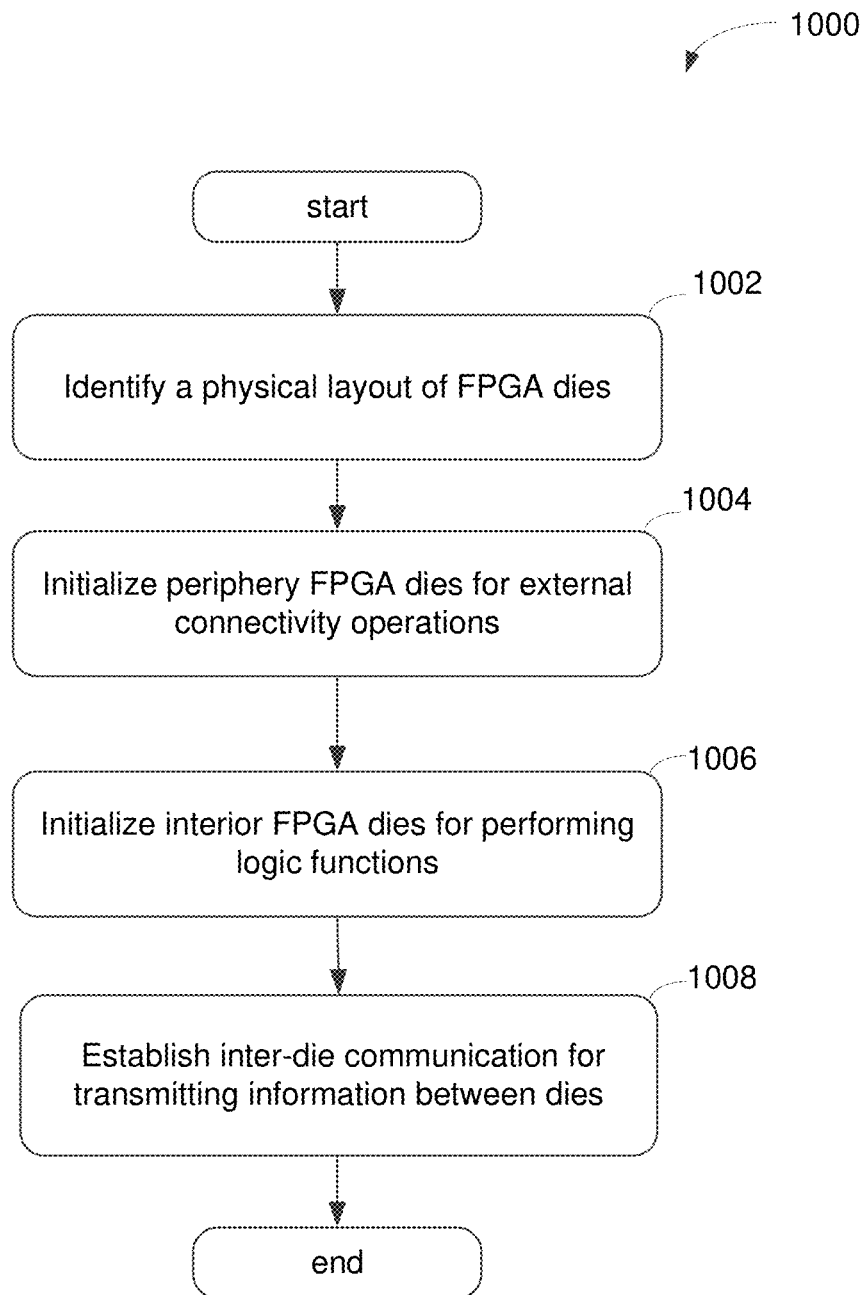 1000
start
1002
Identify a physical layout of FPGA dies
1004
Initialize periphery FPGA dies for external
connectivity operations
1006
Initialize interior FPGA dies for performing
logic functions
1008
Establish inter-die communication for
transmitting information between dies
end